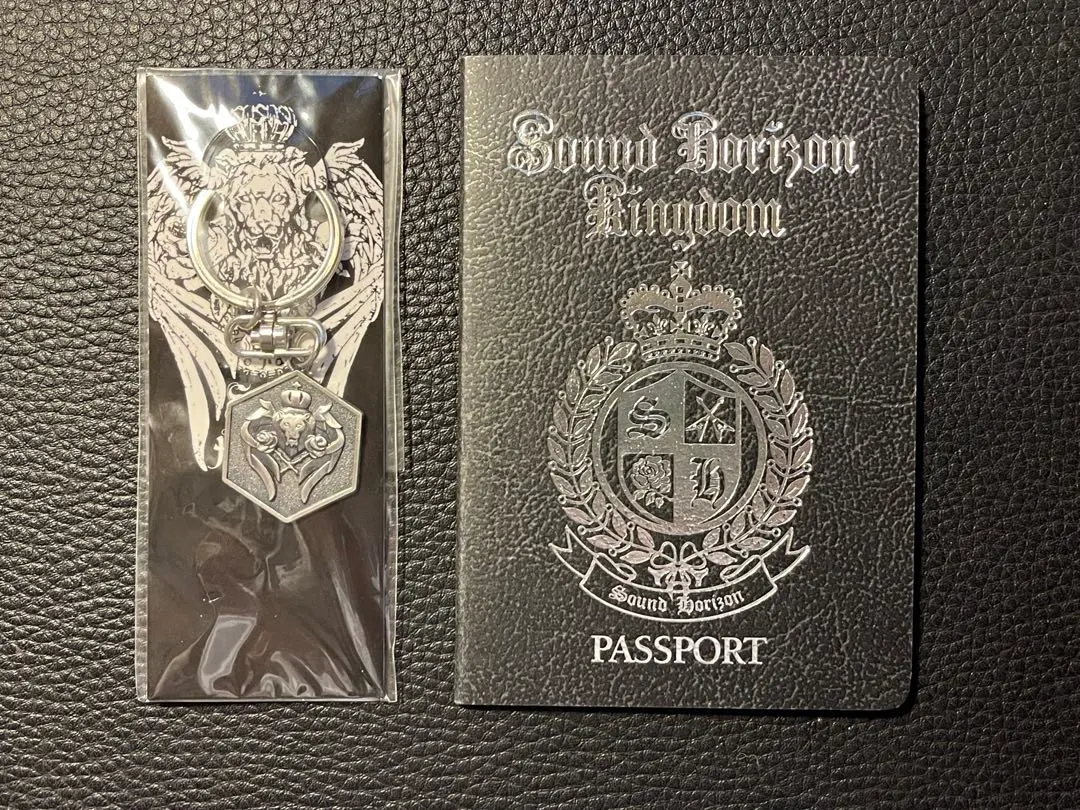 Sound Horizon
Kingdom
S
H
Sound Horizon
PASSPORT